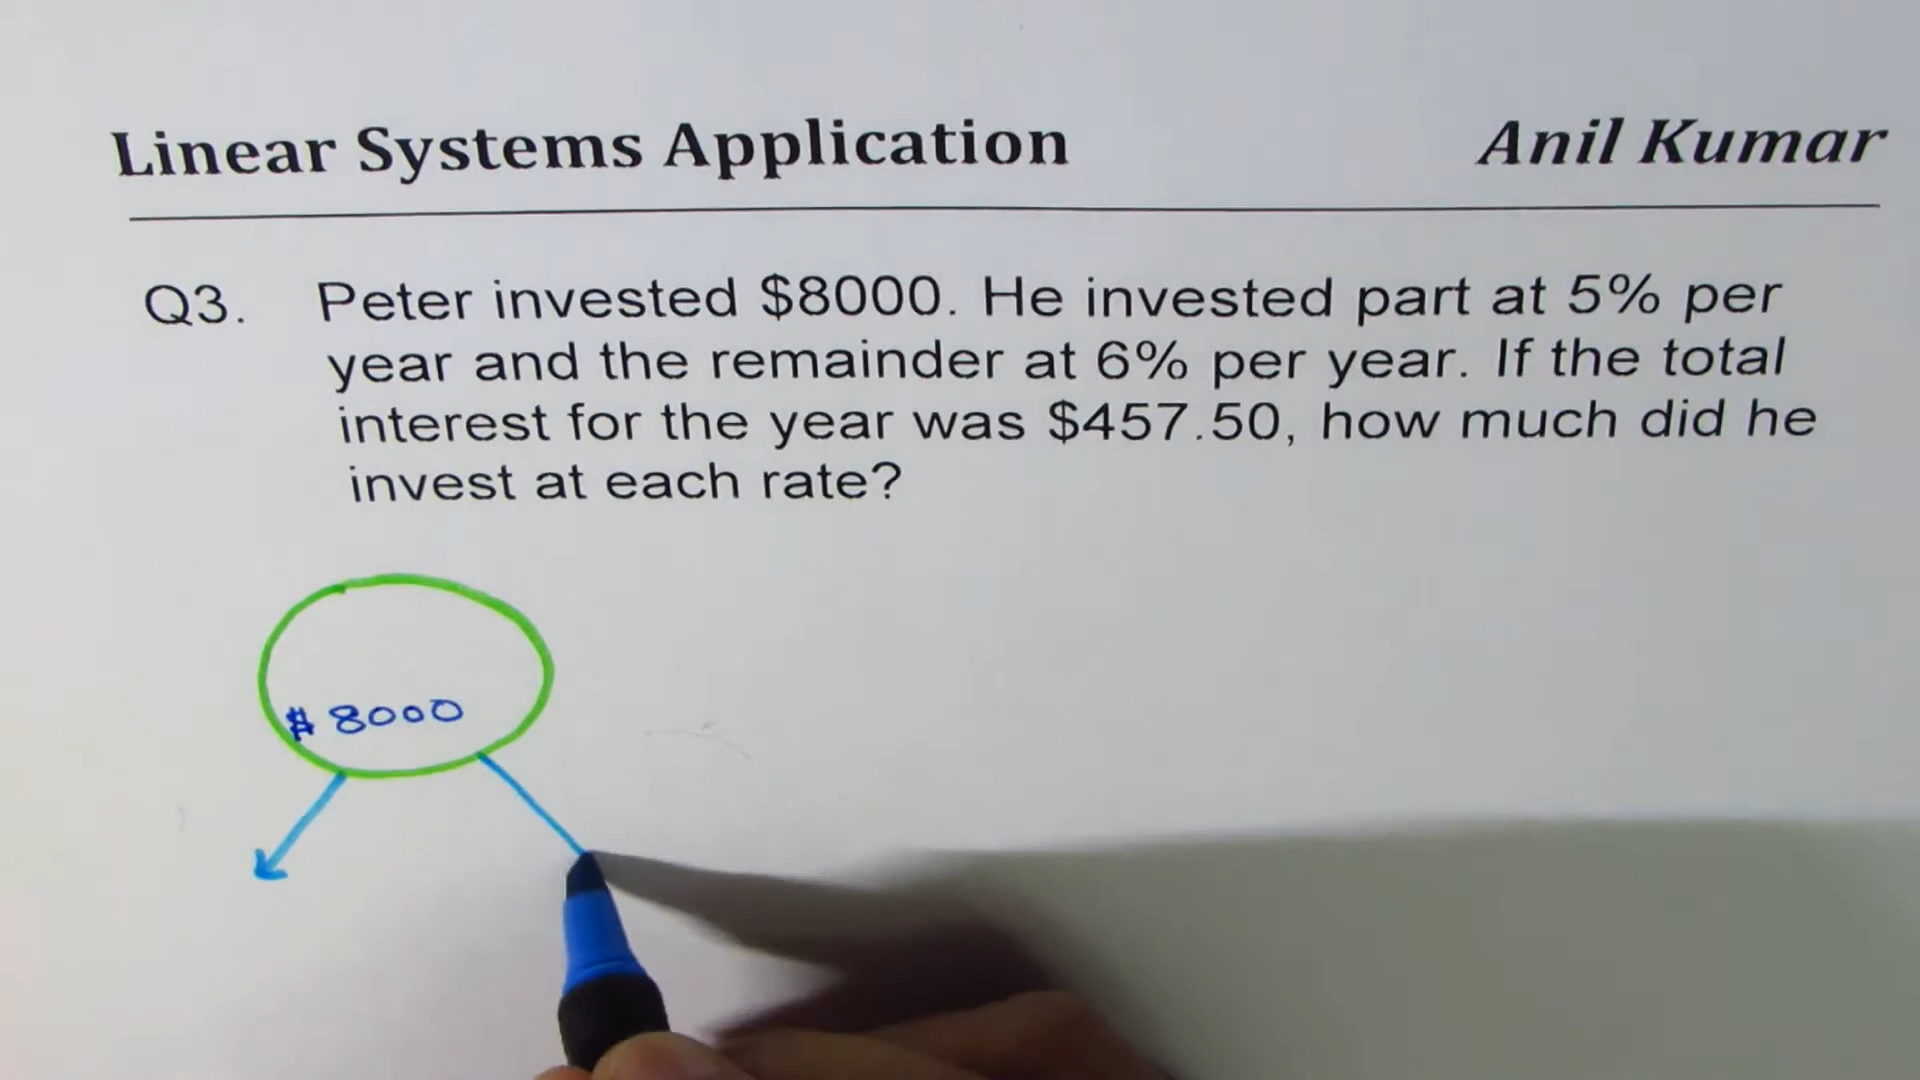 Linear Systems Application Anil Kumar
Q3. Peter invested $8000. He invested part at 5% per
year and the remainder at 6% per year. If the total
interest for the year was $457.50, how much did he
invest at each rate?
$ 8000